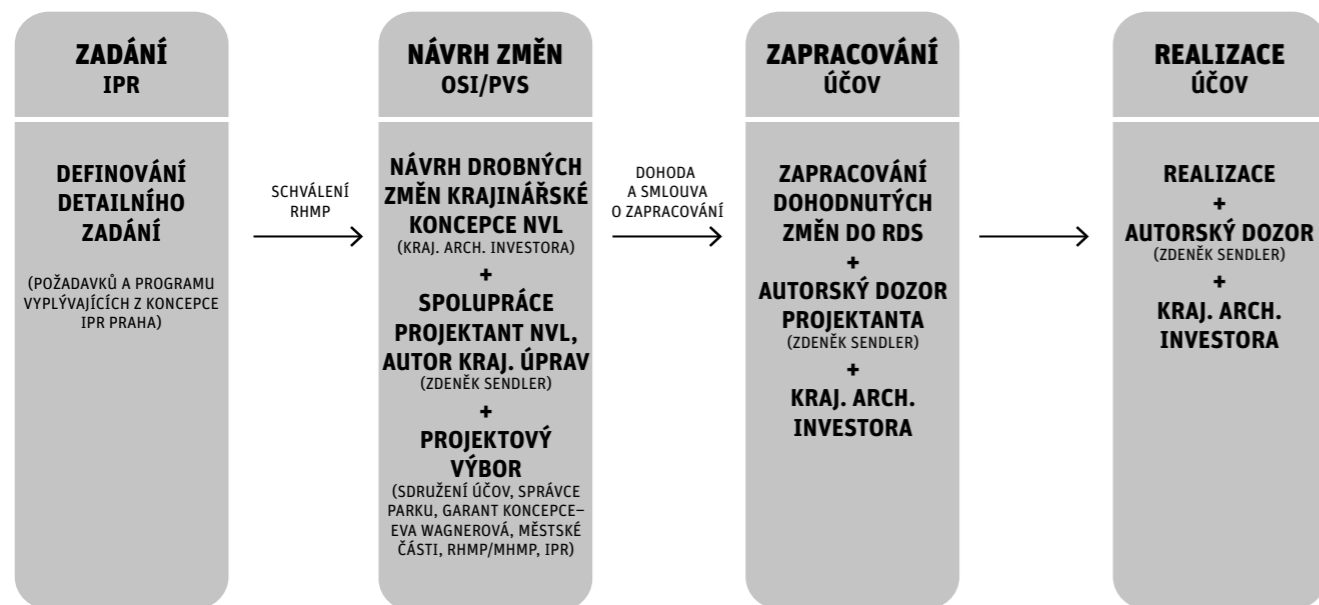 ZADÁNÍ
IPR
DEFINOVÁNÍ
DETAILNÍHO
ZADÁNÍ
(POŽADAVKŮ A PROGRAMU
VYPLÝVAJÍCÍCH Z KONCEPCE
IPR PRAHA)
SCHVÁLENÍ
RHMP
NÁVRH ZMĚN
OSI/PVS
NÁVRH DROBNÝCH
ZMĚN KRAJINÁŘSKÉ
KONCEPCE NVL
(KRAJ. ARCH. INVESTORA)
+
SPOLUPRÁCE
PROJEKTANT NVL,
AUTOR KRAJ. ÚPRAV
(ZDENĚK SENDLER)
+
PROJEKTOVÝ
VÝBOR
(SDRUŽENÍ ÚČOV, SPRÁVCE
PARKU, GARANT KONCEPCE–
EVA WAGNEROVÁ, MĚSTSKÉ
ČÁSTI, RHMP/MHMP, IPR)
DOHODA
A SMLOUVA
O ZAPRACOVÁNÍ
ZAPRACOVÁNÍ
ÚČOV
ZAPRACOVÁNÍ
DOHODNUTÝCH
ZMĚN DO RDS
+
AUTORSKÝ DOZOR
PROJEKTANTA
(ZDENĚK SENDLER)
+
KRAJ. ARCH.
INVESTORA
REALIZACE
ÚČOV
REALIZACE
+
AUTORSKÝ DOZOR
(ZDENĚK SENDLER)
+
KRAJ. ARCH.
INVESTORA